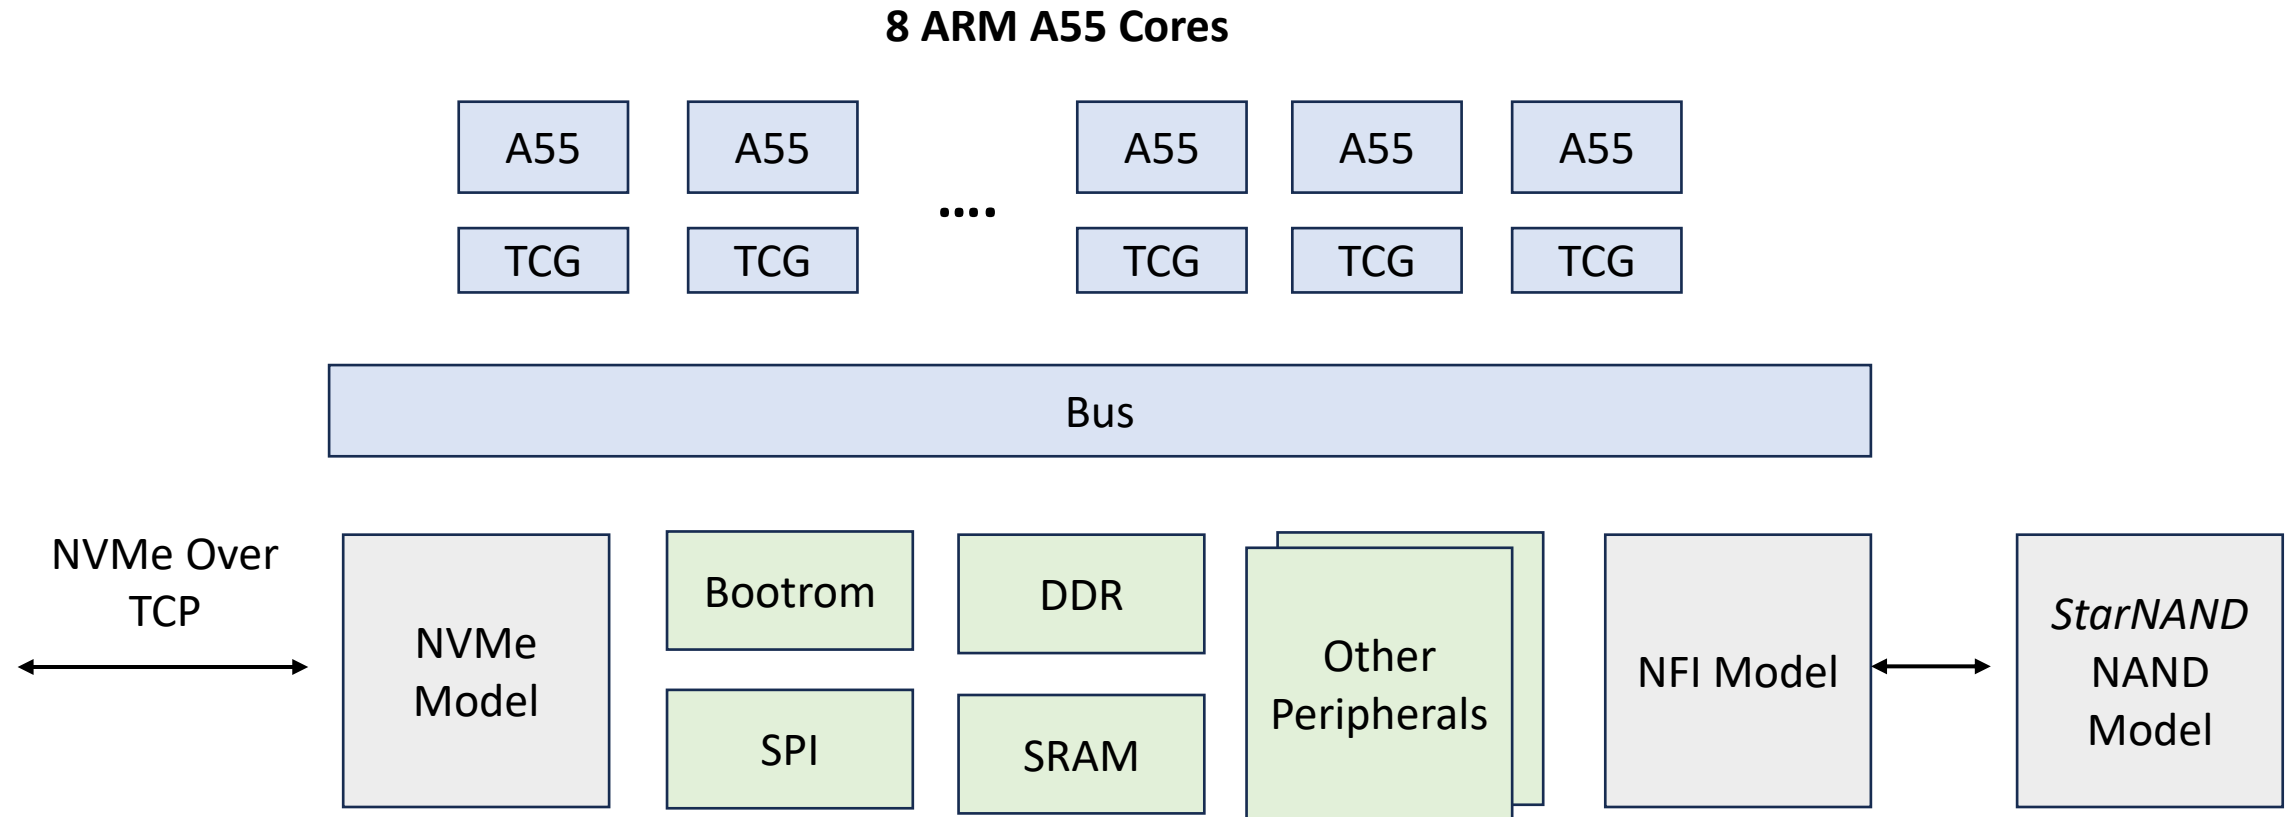 8 ARM A55 Cores
A55
A55
A55
A55
A55
....
TCG
TCG
TCG
TCG
TCG
Bus
NVMe Over
TCP
NVMe
Model
Bootrom
DDR
SPI
SRAM
Other
Peripherals
NFI Model
StarNAND
NAND
Model